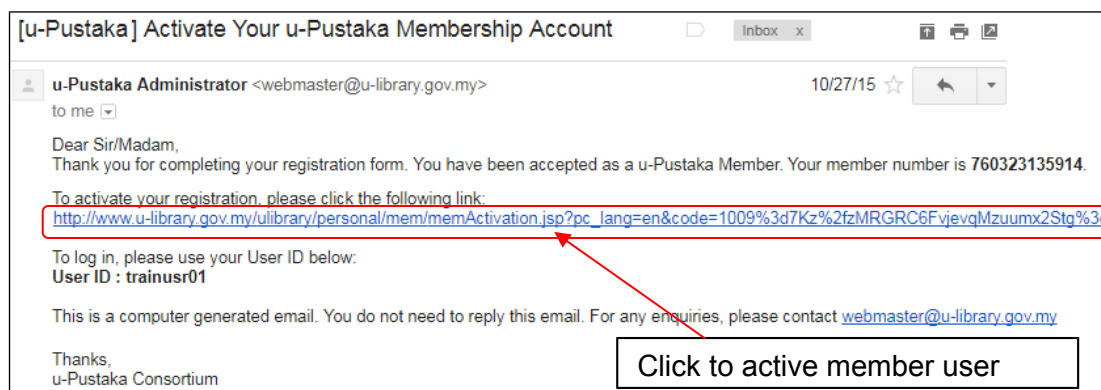 [u-Pustaka] Activate Your u-Pustaka Membership Account Inbox x
u-Pustaka Administrator <webmaster@u-library.gov.my> 10/27/15
to me
Dear Sir/Madam,
Thank you for completing your registration form. You have been accepted as a u-Pustaka Member. Your member number is 760323135914.
To activate your registration, please click the following link:
http://www.u-library.gov.my/ulibrary/personal/mem/memActivation.jsp?pc_lang=en&code=1009%3d7Kz%2fzMRGRC6FvjevqMzuumx2Stg%3d
To log in, please use your User ID below:
User ID : trainusr01
This is a computer generated email. You do not need to reply this email. For any enquiries, please contact webmaster@u-library.gov.my
Thanks,
u-Pustaka Consortium
Click to active member user